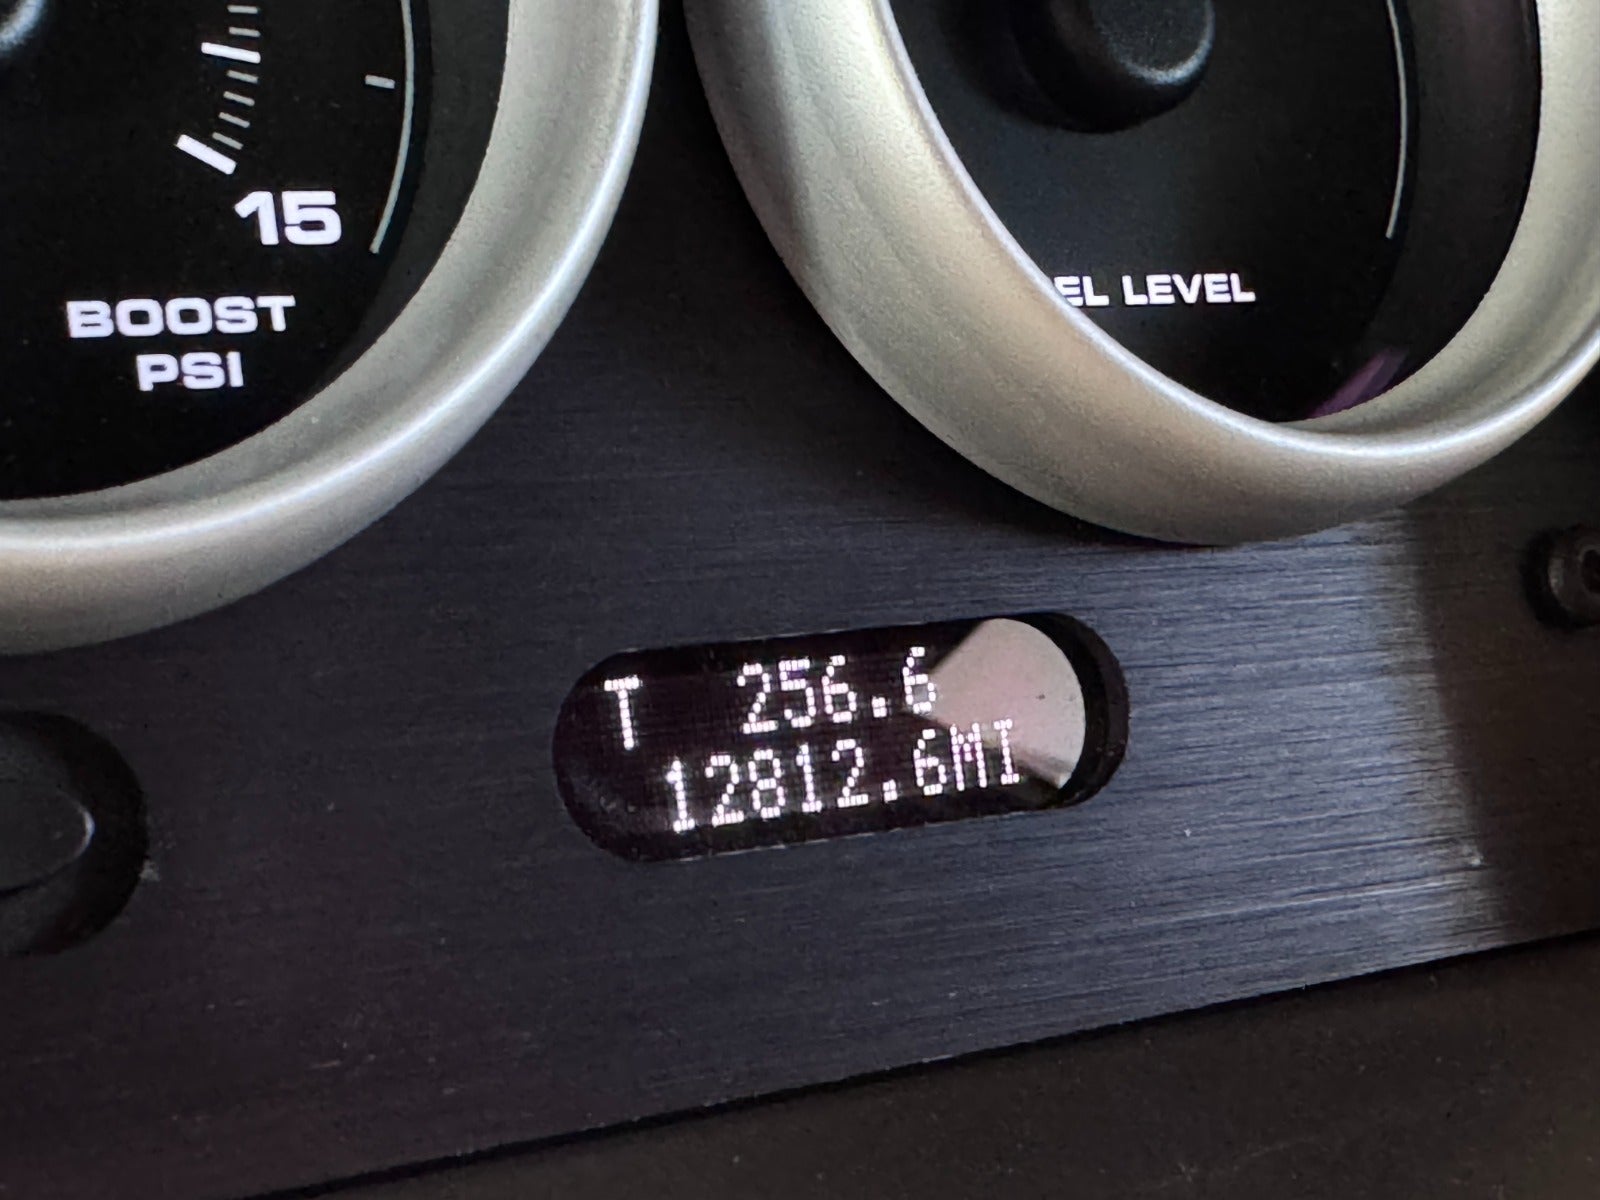 15
BOOST
PSI
EL LEVEL
T 256.6
12812.6MI